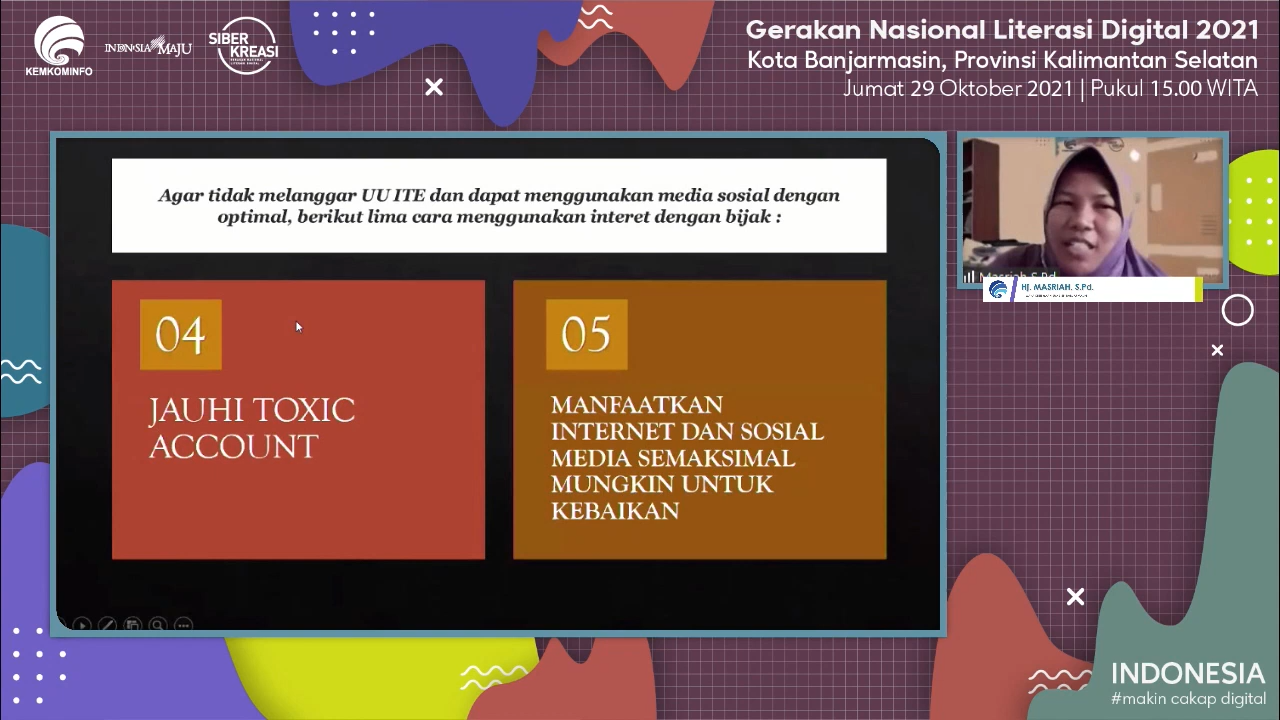 KEMKOMINFO
INDONESIA MAJU
SIBER
KREASI
Gerakan Nasional Literasi Digital 2021
Kota Banjarmasin, Provinsi Kalimantan Selatan
Jumat 29 Oktober 2021 | Pukul 15.00 WITA
Agar tidak melanggar UU ITE dan dapat menggunakan media sosial dengan
optimal, berikut lima cara menggunakan interet dengan bijak :
04
JAUHI TOXIC
ACCOUNT
05
MANFAATKAN
INTERNET DAN SOSIAL
MEDIA SEMAKSIMAL
MUNGKIN UNTUK
KEBAIKAN
Masriah S.Pd
HJ. MASRIAH. S.Pd.
INDONESIA
#makin cakap digital